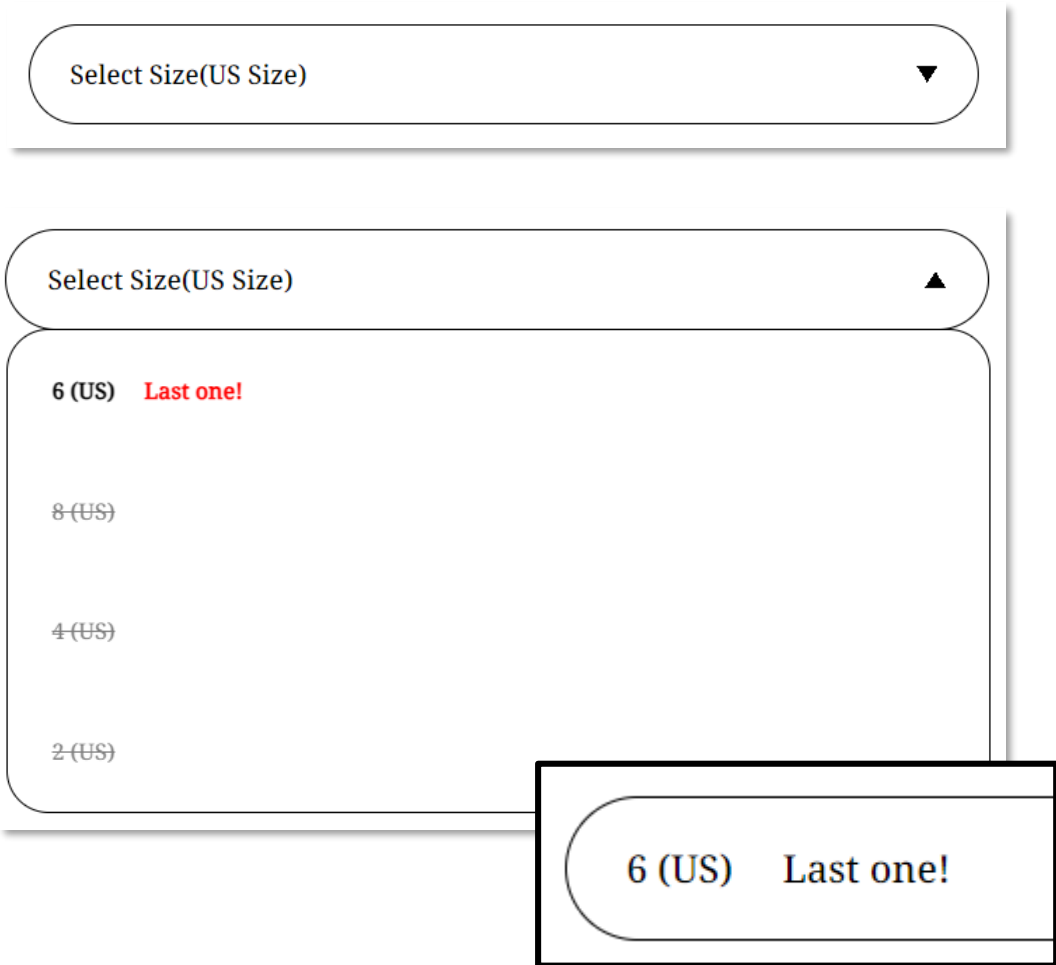 Select Size(US Size)
Select Size(US Size)
6 (US) Last one!
8 (US)
4 (US)
2 (US)
6 (US) Last one!